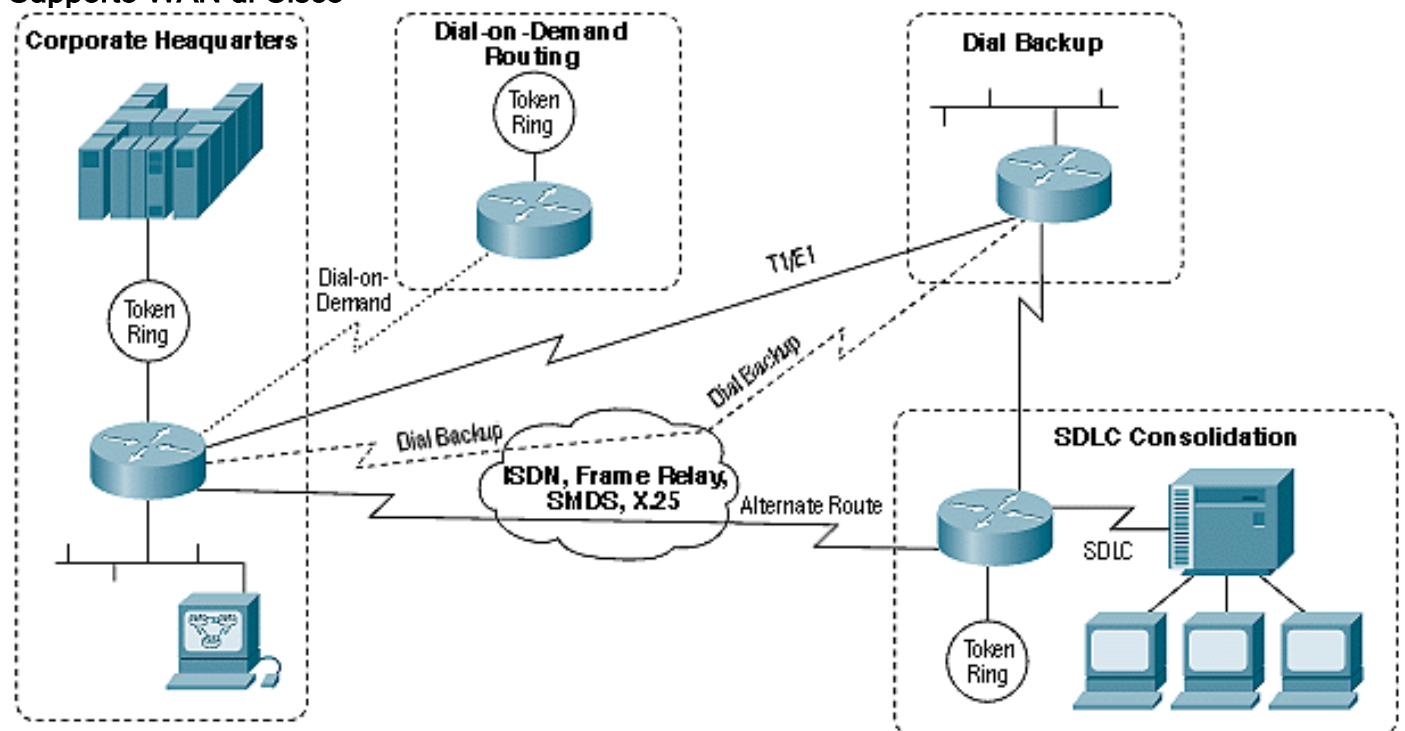 Supports WAN di Cisco
Corporate Heaquarters
Dial-on -Demand
Routing
Dial Backup
Token
Ring
Token
Ring
Dial-on-
Demand
T1/E1
Dial Backup
Dial Backup
ISDN, Frame Relay,
SMDS, X.25
Alternate Route
SDLC Consolidation
SDLC
Token
Ring